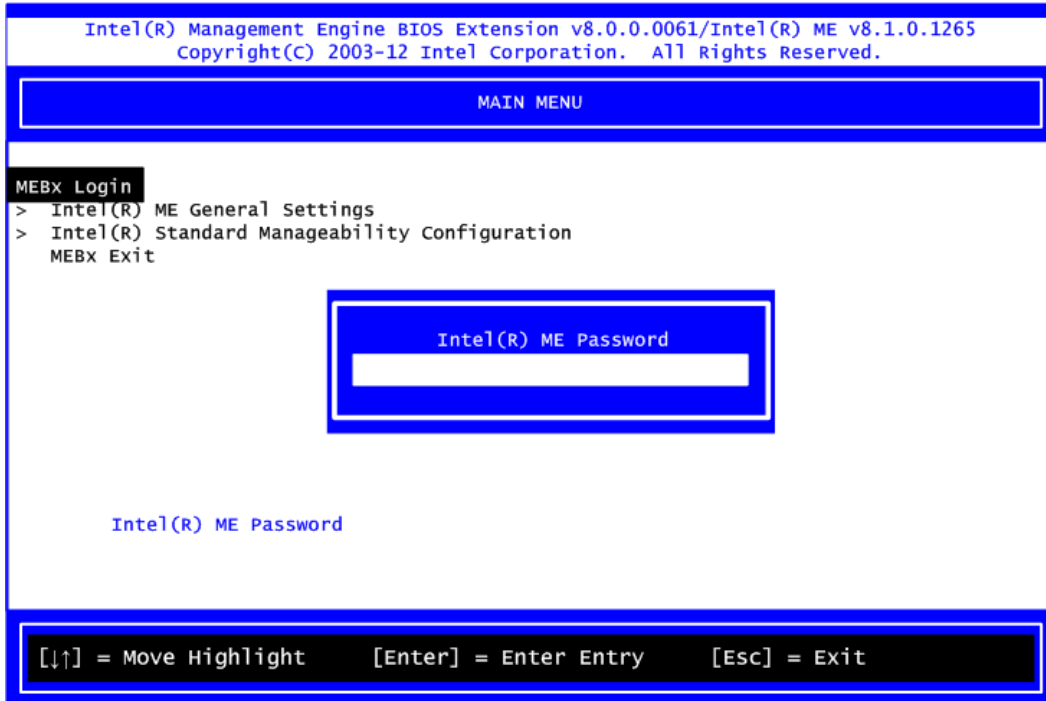 Intel(R) Management Engine BIOS Extension v8.0.0.0061/Intel(R) ME v8.1.0.1265
Copyright(C) 2003-12 Intel Corporation. All Rights Reserved.
MAIN MENU
MEBx Login
> Intel(R) ME General Settings
> Intel(R) Standard Manageability Configuration
MEBx Exit
Intel(R) ME Password
Intel(R) ME Password
[↓↑] = Move Highlight [Enter] = Enter Entry [Esc] = Exit